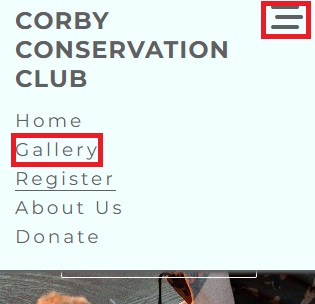 CORBY
CONSERVATION
CLUB
Home
Gallery
Register
About Us
Donate